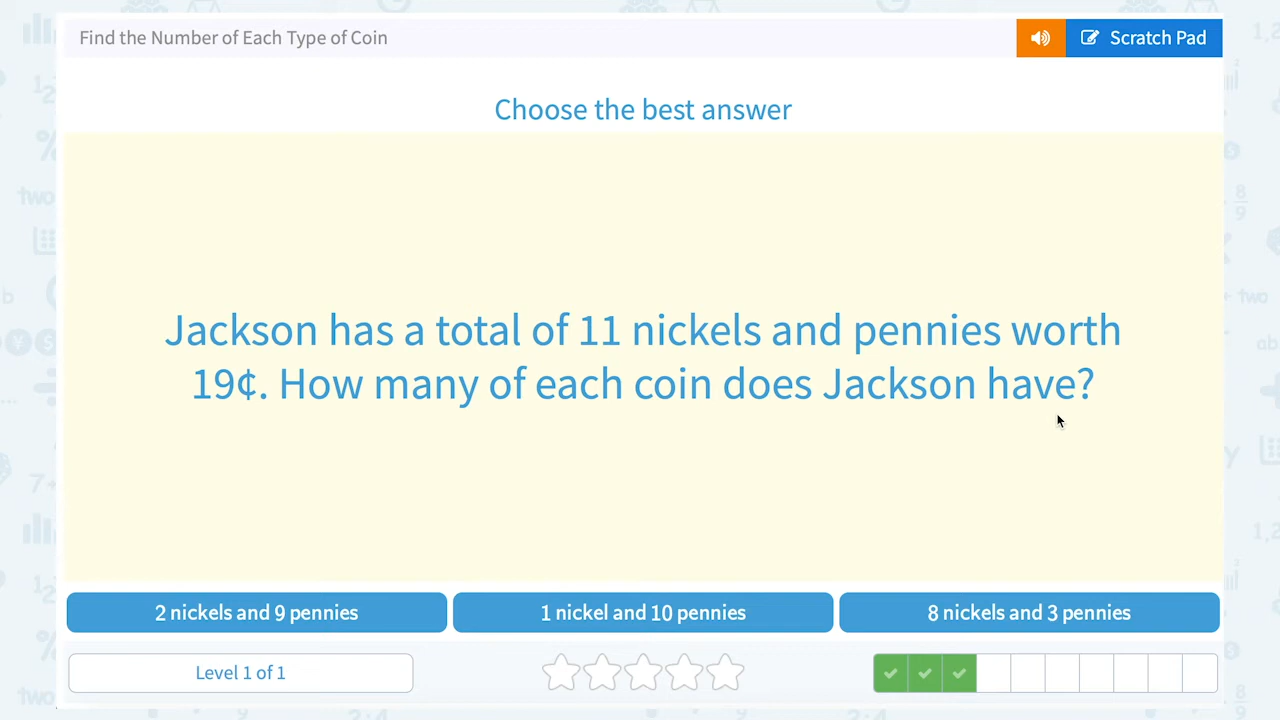 Find the Number of Each Type of Coin
Scratch Pad
Choose the best answer
Jackson has a total of 11 nickels and pennies worth
19¢. How many of each coin does Jackson have?
2 nickels and 9 pennies
1 nickel and 10 pennies
8 nickels and 3 pennies
Level 1 of 1